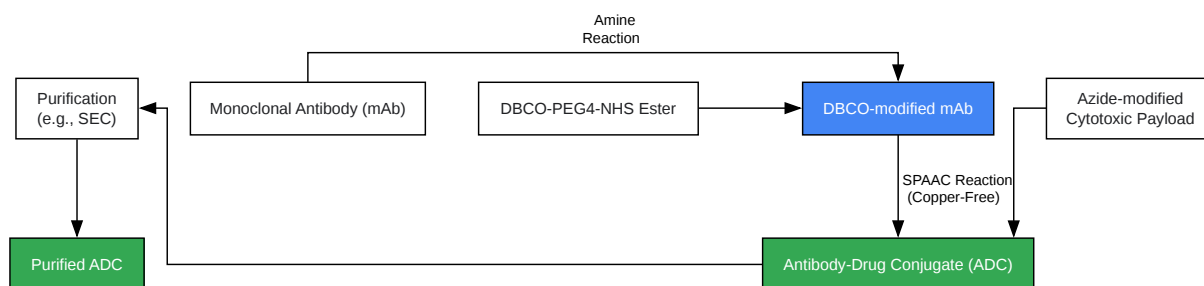 Amine
Reaction
Purification
(e.g., SEC)
Monoclonal Antibody (mAb)
DBCO-PEG4-NHS Ester
DBCO-modified mAb
Azide-modified
Cytotoxic Payload
SPAAC Reaction
(Copper-Free)
Purified ADC
Antibody-Drug Conjugate (ADC)